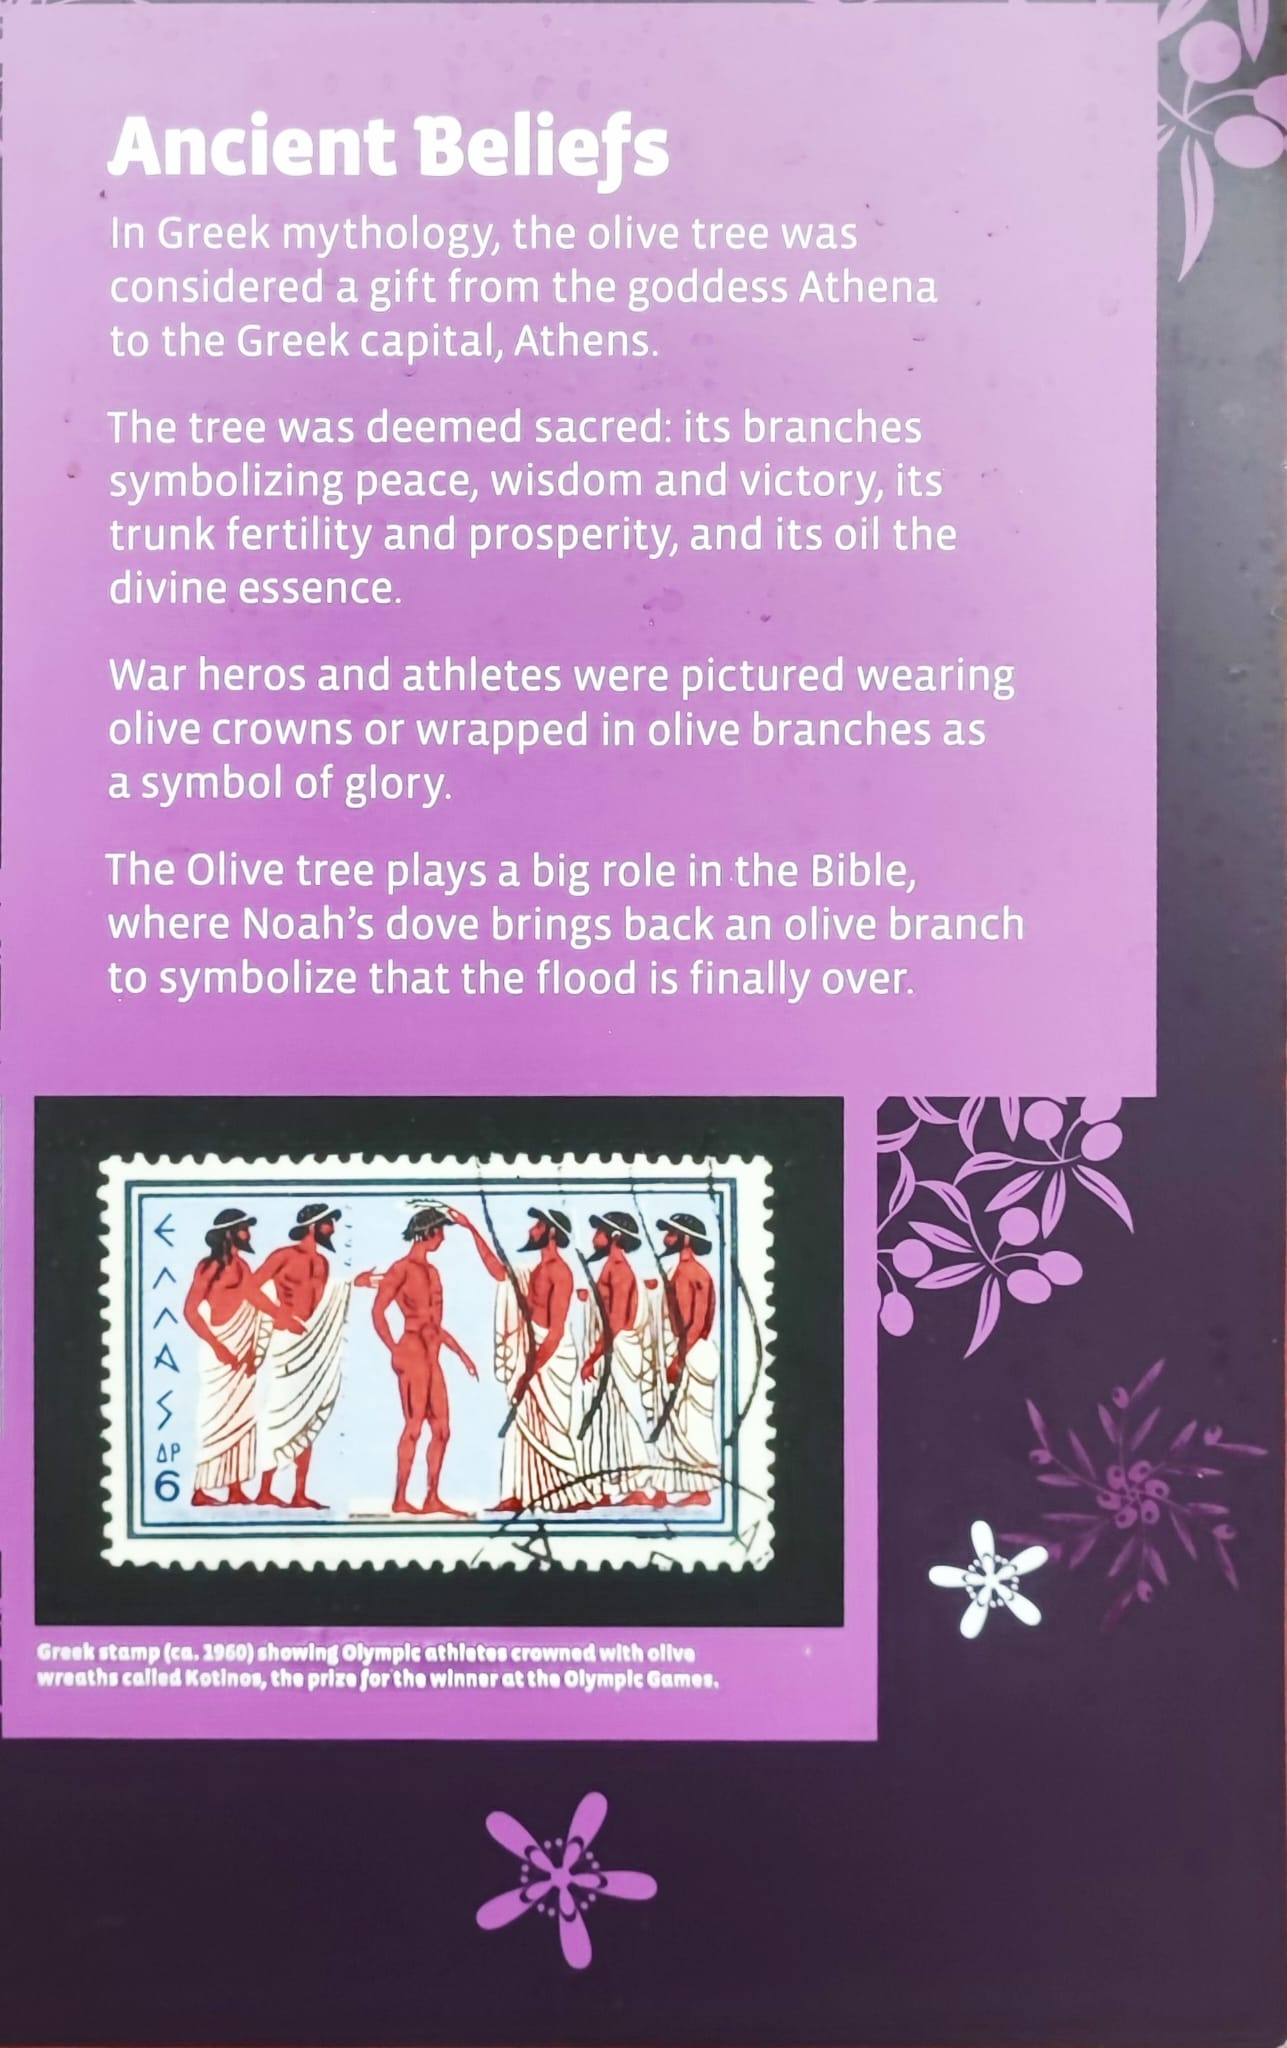 Ancient Beliefs
In Greek mythology, the olive tree was
considered a gift from the goddess Athena
to the Greek capital, Athens.
The tree was deemed sacred: its branches
symbolizing peace, wisdom and victory, its
trunk fertility and prosperity, and its oil the
divine essence.
War heros and athletes were pictured wearing
olive crowns or wrapped in olive branches as
a symbol of glory.
The Olive tree plays a big role in the Bible,
where Noah's dove brings back an olive branch
to symbolize that the flood is finally over.
ΕΛΛΑΣ
ΔΡ
6
Greek stamp (ca. 1960) showing Olympic athletes crowned with olive
wreaths called Kotinos, the prize for the winner at the Olympic Games.